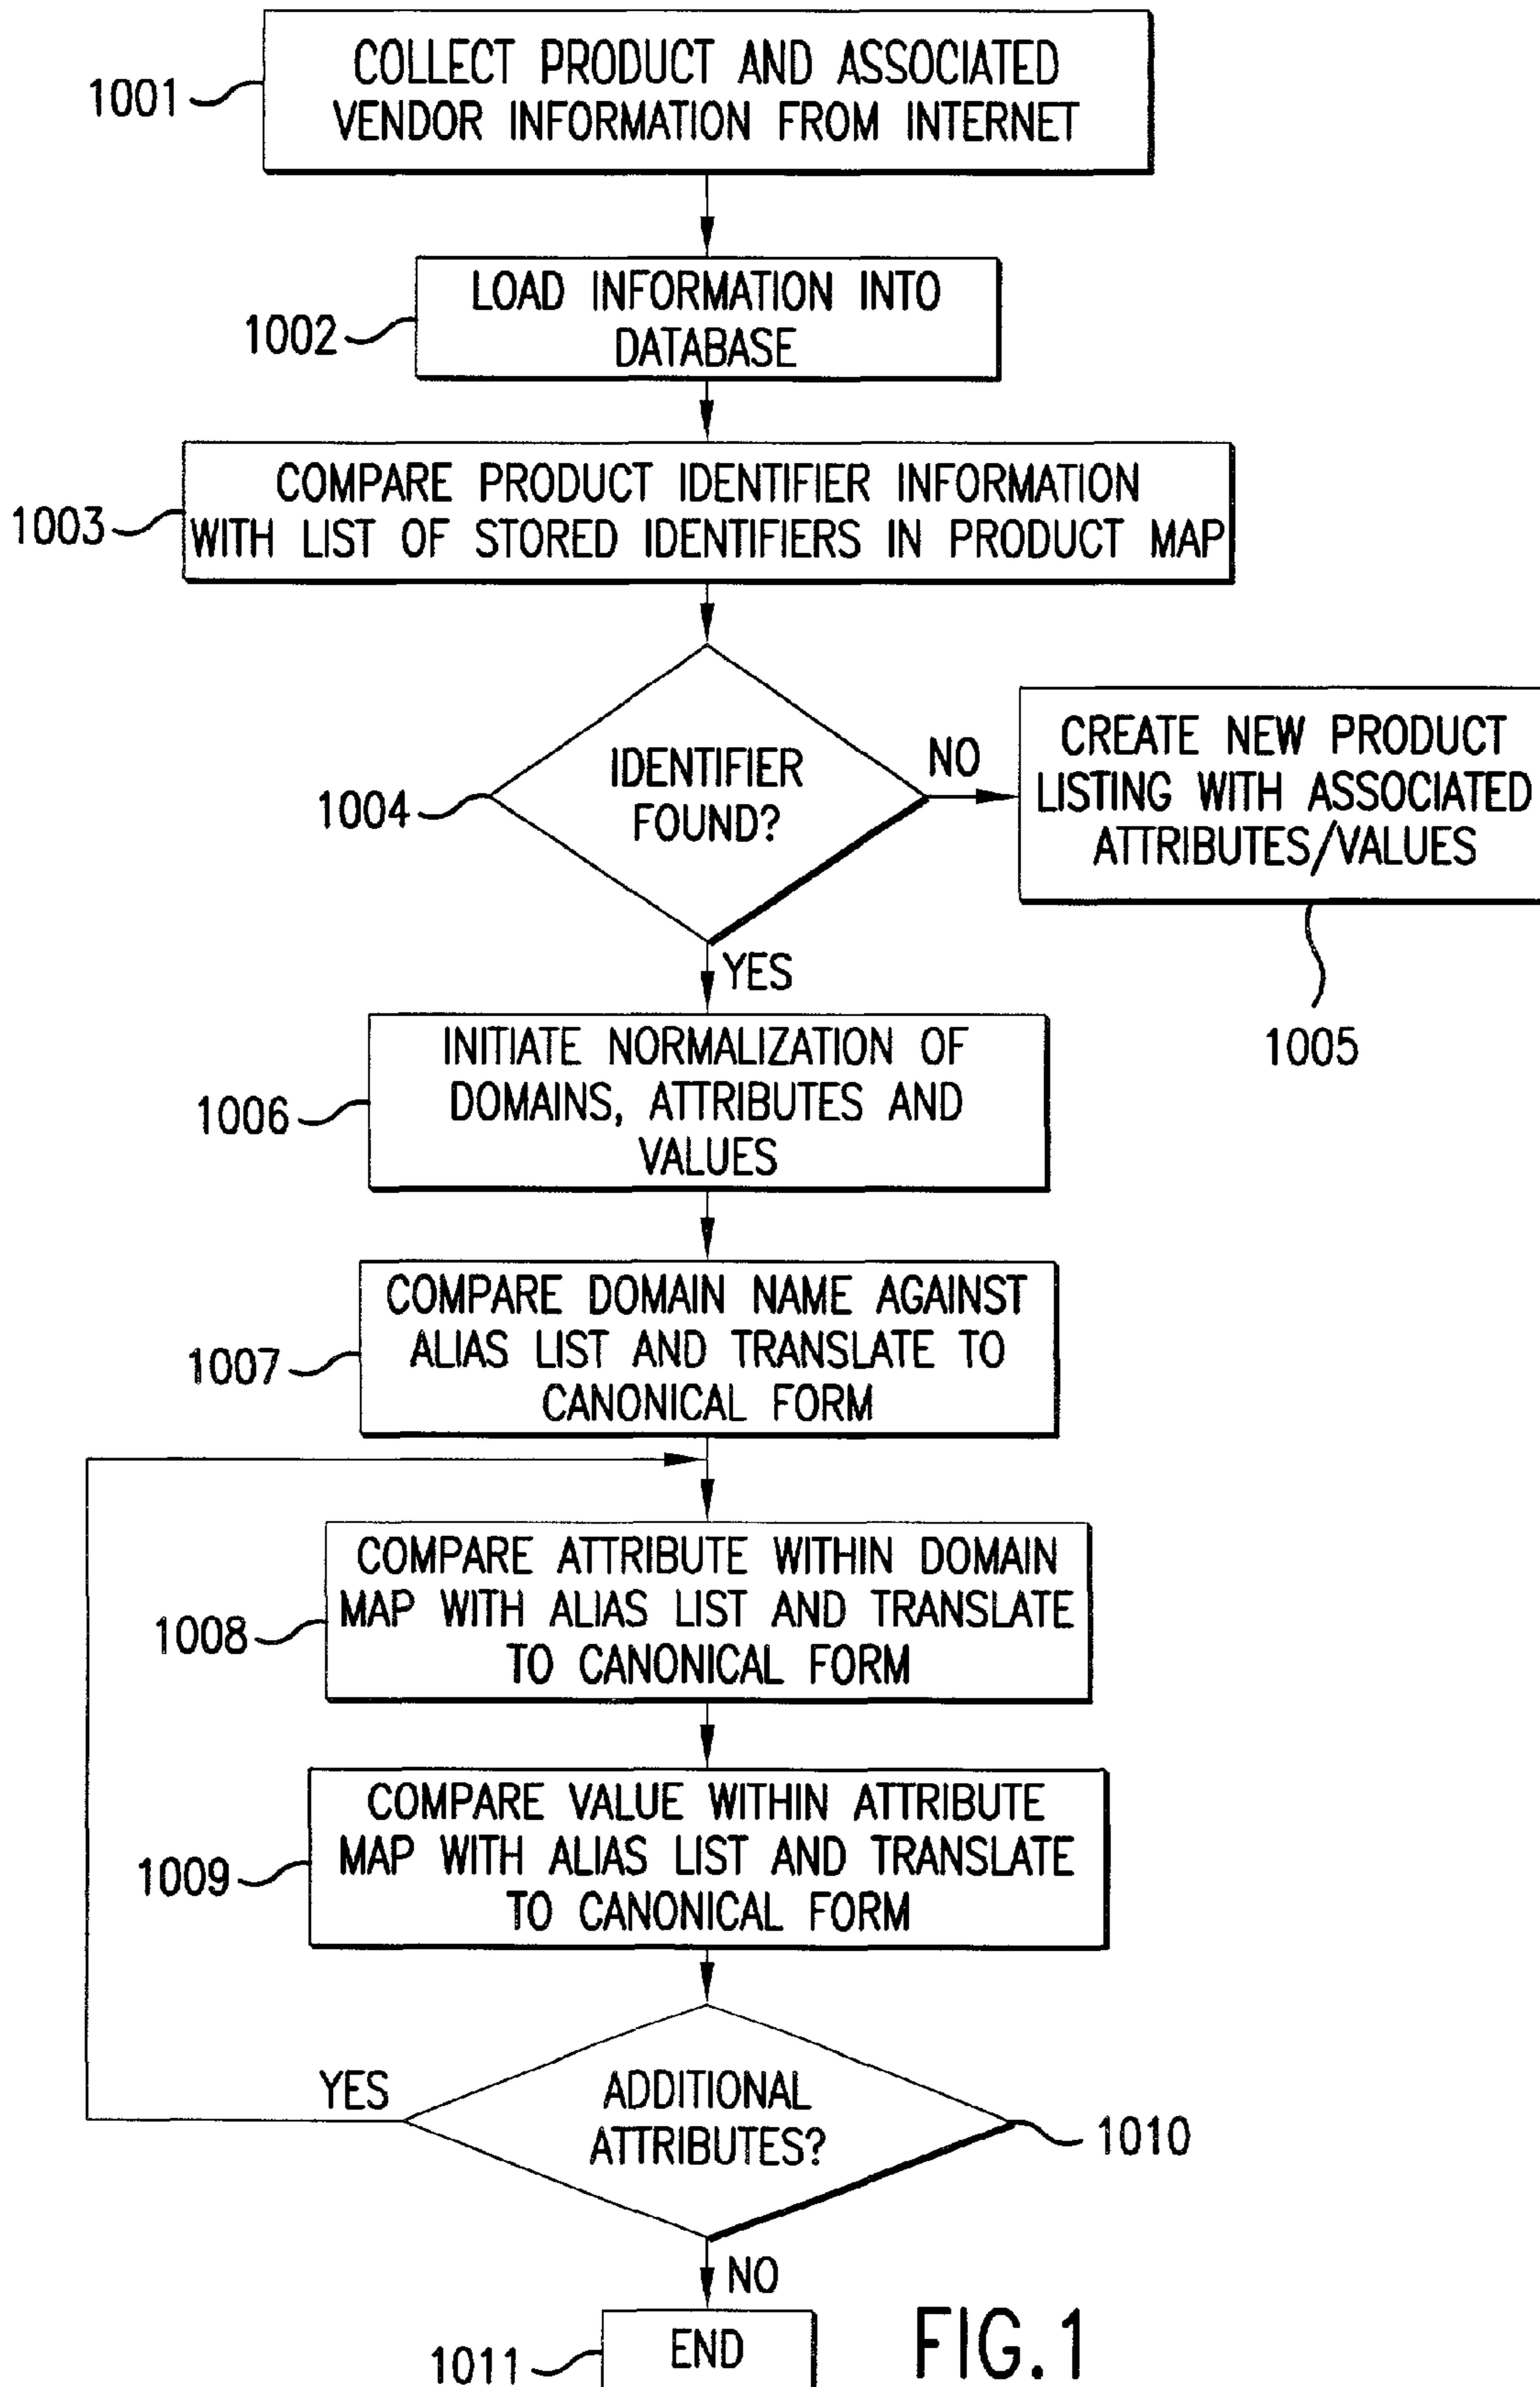 COLLECT PRODUCT AND ASSOCIATED
VENDOR INFORMATION FROM INTERNET
1001
LOAD INFORMATION INTO
DATABASE
1002
COMPARE PRODUCT IDENTIFIER INFORMATION
WITH LIST OF STORED IDENTIFIERS IN PRODUCT MAP
1003
IDENTIFIER
FOUND?
1004
NO
CREATE NEW PRODUCT
LISTING WITH ASSOCIATED
ATTRIBUTES/VALUES
1005
YES
INITIATE NORMALIZATION OF
DOMAINS, ATTRIBUTES AND
VALUES
1006
COMPARE DOMAIN NAME AGAINST
ALIAS LIST AND TRANSLATE TO
CANONICAL FORM
1007
COMPARE ATTRIBUTE WITHIN DOMAIN
MAP WITH ALIAS LIST AND TRANSLATE
TO CANONICAL FORM
1008
COMPARE VALUE WITHIN ATTRIBUTE
MAP WITH ALIAS LIST AND TRANSLATE
TO CANONICAL FORM
1009
YES
ADDITIONAL
ATTRIBUTES?
1010
NO
END
1011
FIG.1